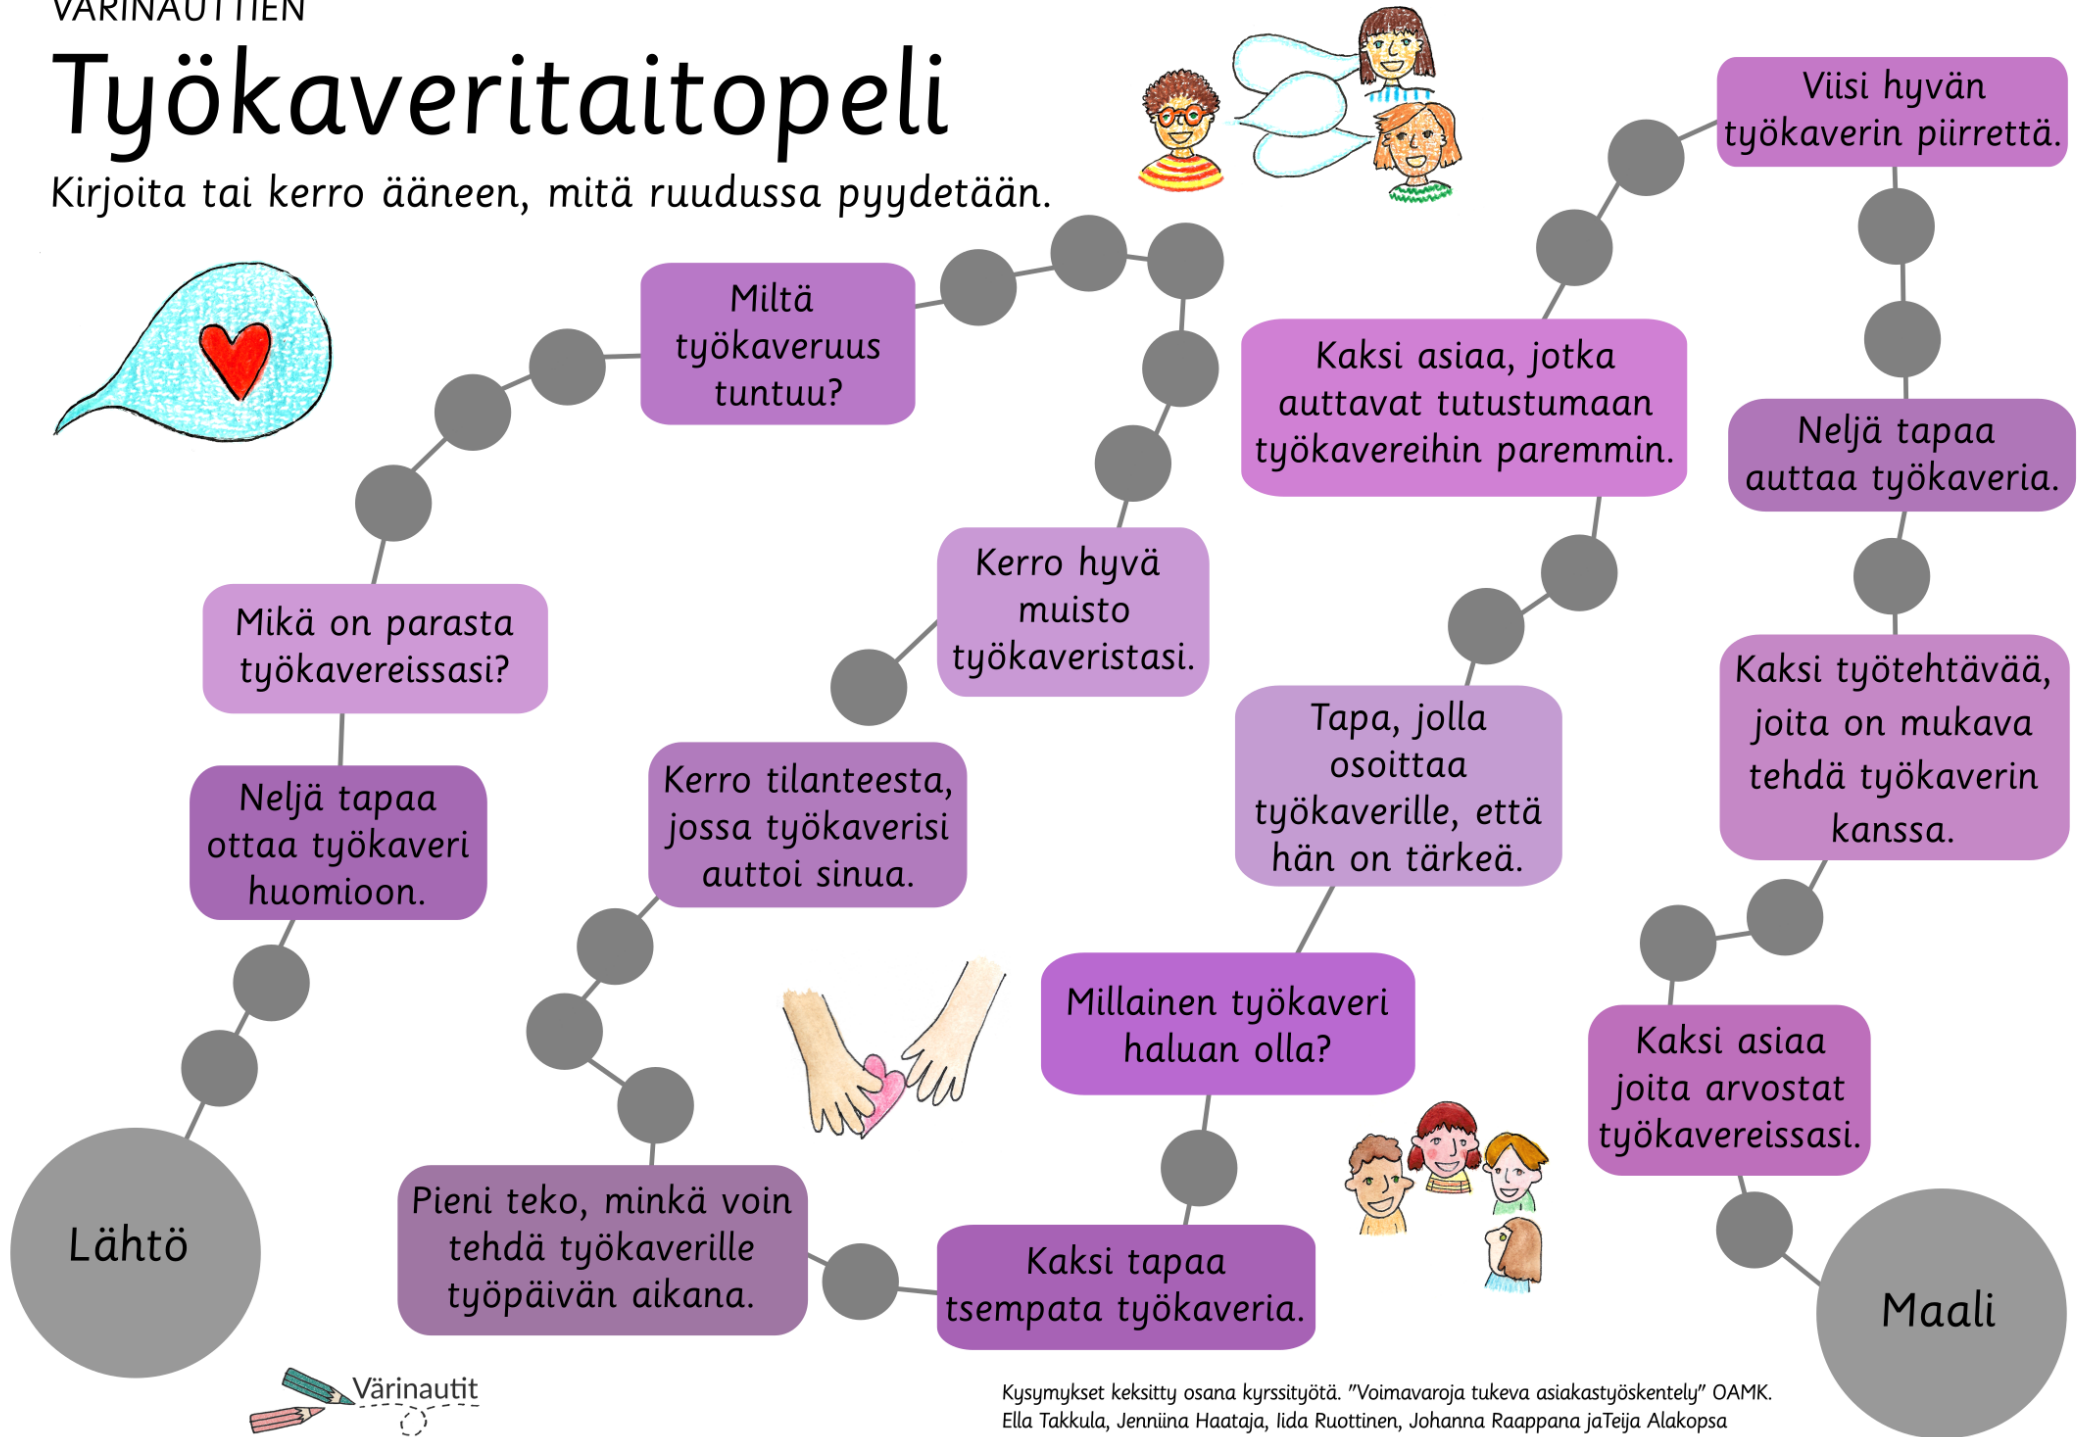 VÄRINAUTTIEN
Työkaveritaitopeli
Kirjoita tai kerro ääneen, mitä ruudussa pyydetään.
Lähtö
Neljä tapaa
ottaa työkaveri
huomioon.
Mikä on parasta
työkavereissasi?
Miltä
työkaveruus
tuntuu?
Kerro hyvä
muisto
työkaveristasi.
Kerro tilanteesta,
jossa työkaverisi
auttoi sinua.
Pieni teko, minkä voin
tehdä työkaverille
työpäivän aikana.
Kaksi tapaa
tsempata työkaveria.
Millainen työkaveri
haluan olla?
Tapa, jolla
osoittaa
työkaverille, että
hän on tärkeä.
Kaksi asiaa, jotka
auttavat tutustumaan
työkavereihin paremmin.
Viisi hyvän
työkaverin piirrettä.
Neljä tapaa
auttaa työkaveria.
Kaksi työtehtävää,
joita on mukava
tehdä työkaverin
kanssa.
Kaksi asiaa
joita arvostat
työkavereissasi.
Maali
Värinautit
Kysymykset keksitty osana kyrssityötä. "Voimavaroja tukeva asiakastyöskentely" OAMK.
Ella Takkula, Jenniina Haataja, Iida Ruottinen, Johanna Raappana jaTeija Alakopsa